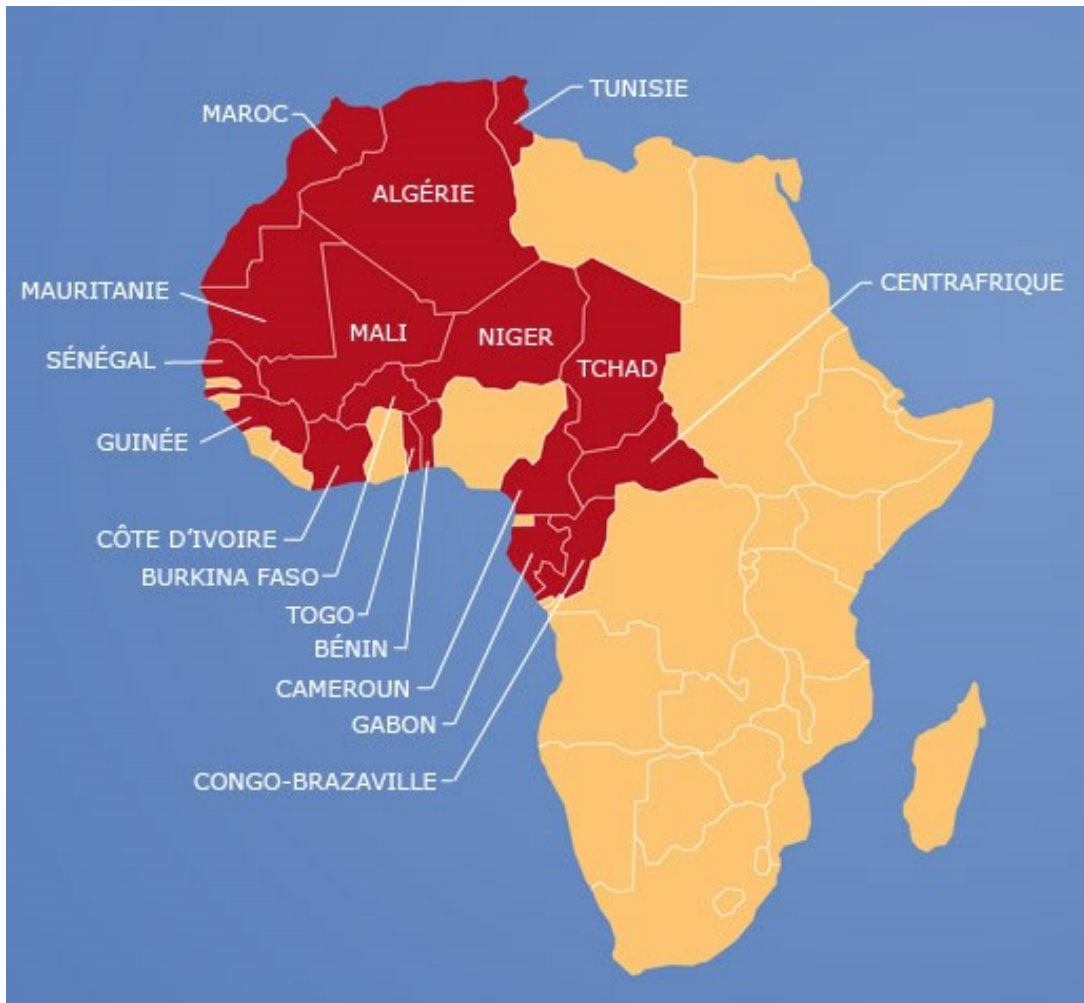 TUNISIE
MAROC
ALGÉRIE
CENTRAFRIQUE
MAURITANIE
MALI
NIGER
SÉNÉGAL
TCHAD
GUINÉE
CÔTE D’IVOIRE
BURKINA FASO
TOGO
BÉNIN
CAMEROUN
GABON
CONGO-BRAZAVILLE